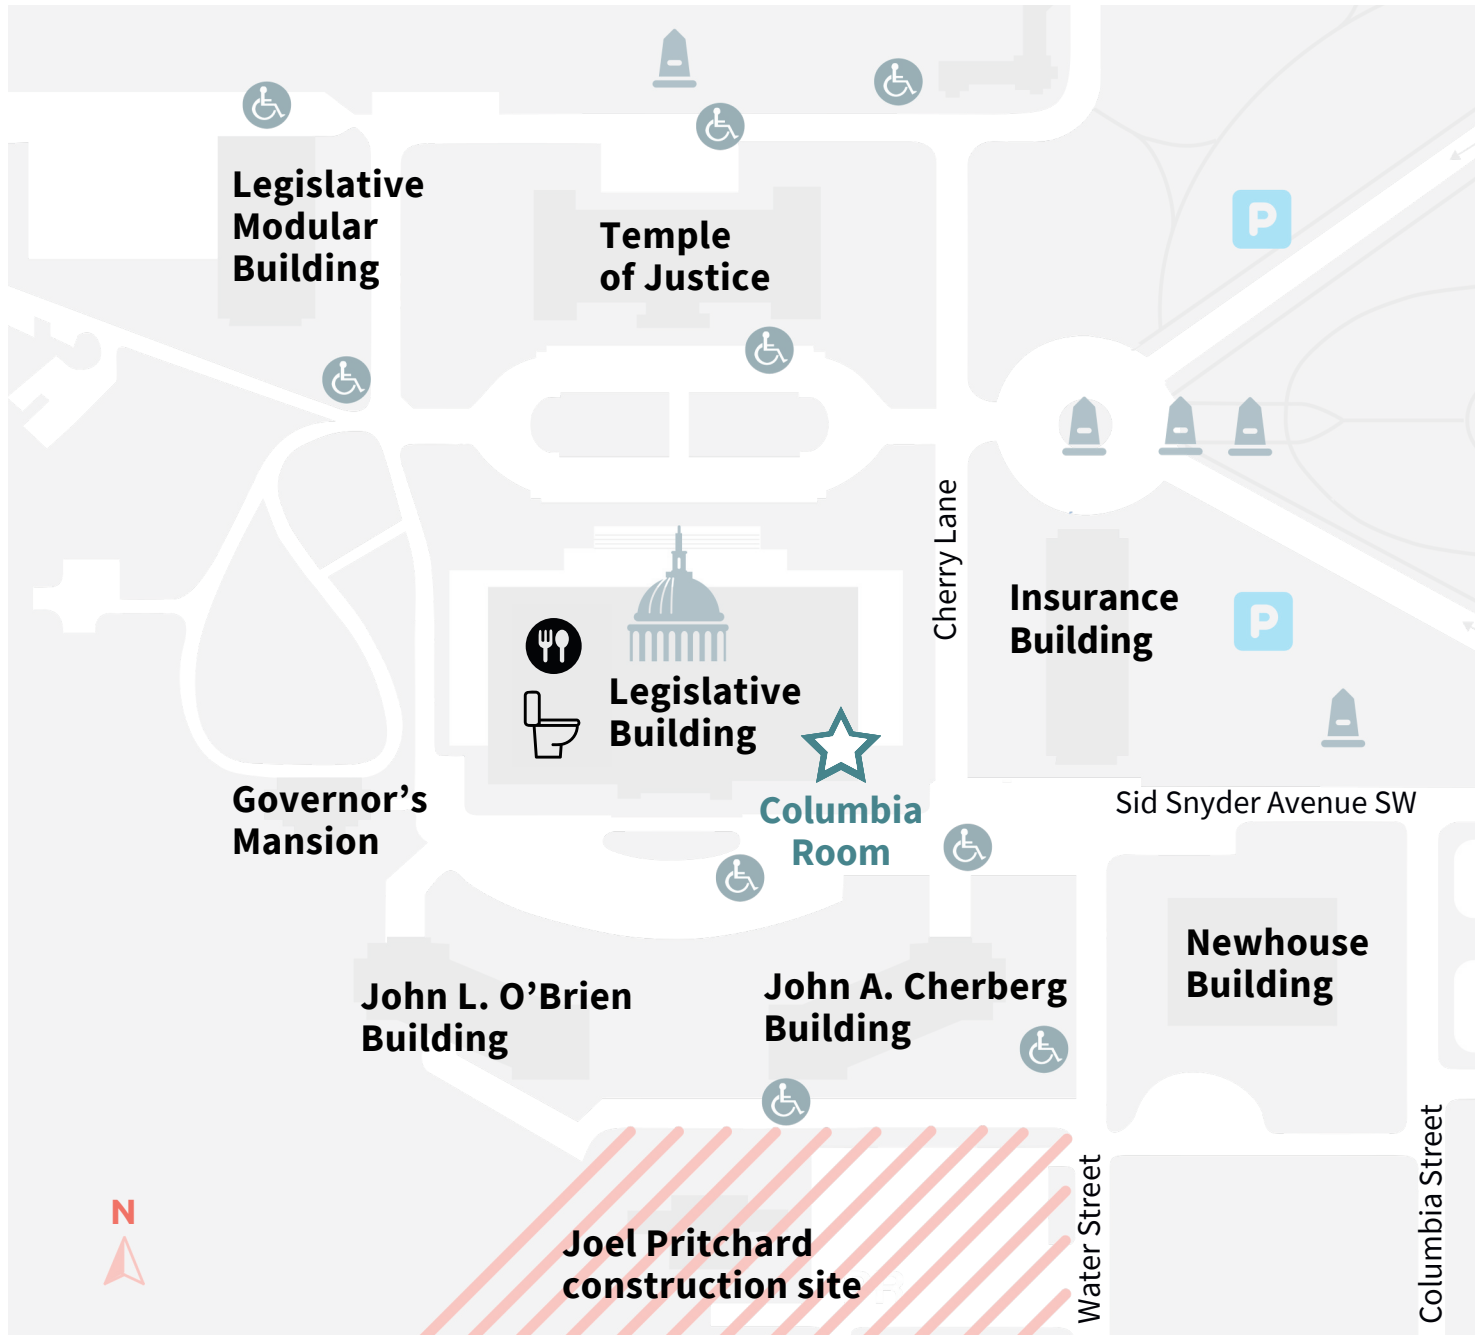 Legislative
Modular
Building
Temple
of Justice
P
Cherry Lane
Insurance
Building
P
Legislative
Building
Columbia
Room
Governor’s
Mansion
Sid Snyder Avenue SW
Newhouse
Building
John L. O’Brien
Building
John A. Cherberg
Building
Columbia Street
Water Street
N
Joel Pritchard
construction site